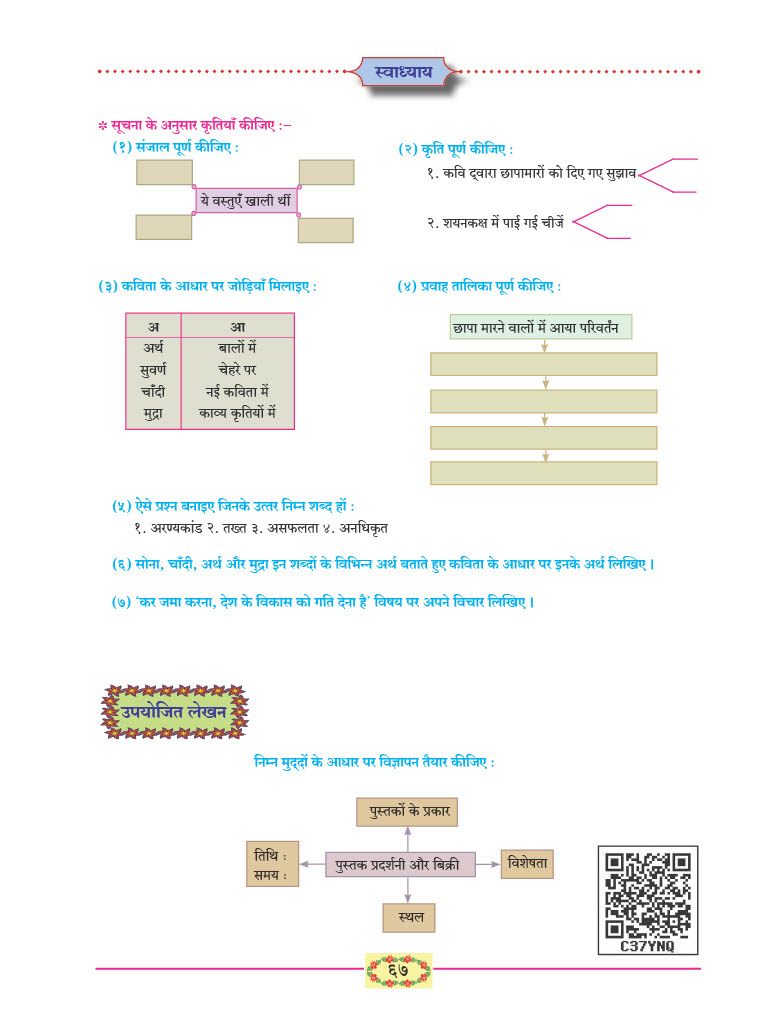 स्वाध्याय
* सूचना के अनुसार कृतियाँ कीजिए :–
(१) संजाल पूर्ण कीजिए :
ये वस्तुएँ खाली थीं
(२) कृति पूर्ण कीजिए :
१. कवि द्वारा छापामारों को दिए गए सुझाव
२. शयनकक्ष में पाई गई चीजें
(३) कविता के आधार पर जोड़ियाँ मिलाइए :
अ आ
अर्थ बालों में
सुवर्ण चेहरे पर
चाँदी नई कविता में
मुद्रा काव्य कृतियों में
(४) प्रवाह तालिका पूर्ण कीजिए :
छापा मारने वालों में आया परिवर्तन
(५) ऐसे प्रश्न बनाइए जिनके उत्तर निम्न शब्द हों :
१. अरण्यकांड २. तख्त ३. असफलता ४. अनधिकृत
(६) सोना, चाँदी, अर्थ और मुद्रा इन शब्दों के विभिन्न अर्थ बताते हुए कविता के आधार पर इनके अर्थ लिखिए ।
(७) ‘कर जमा करना, देश के विकास को गति देना है’ विषय पर अपने विचार लिखिए ।
उपयोजित लेखन
निम्न मुद्दों के आधार पर विज्ञापन तैयार कीजिए :
पुस्तकों के प्रकार
तिथि :
समय :
पुस्तक प्रदर्शनी और बिक्री
विशेषता
स्थल
C37YNQ
६७